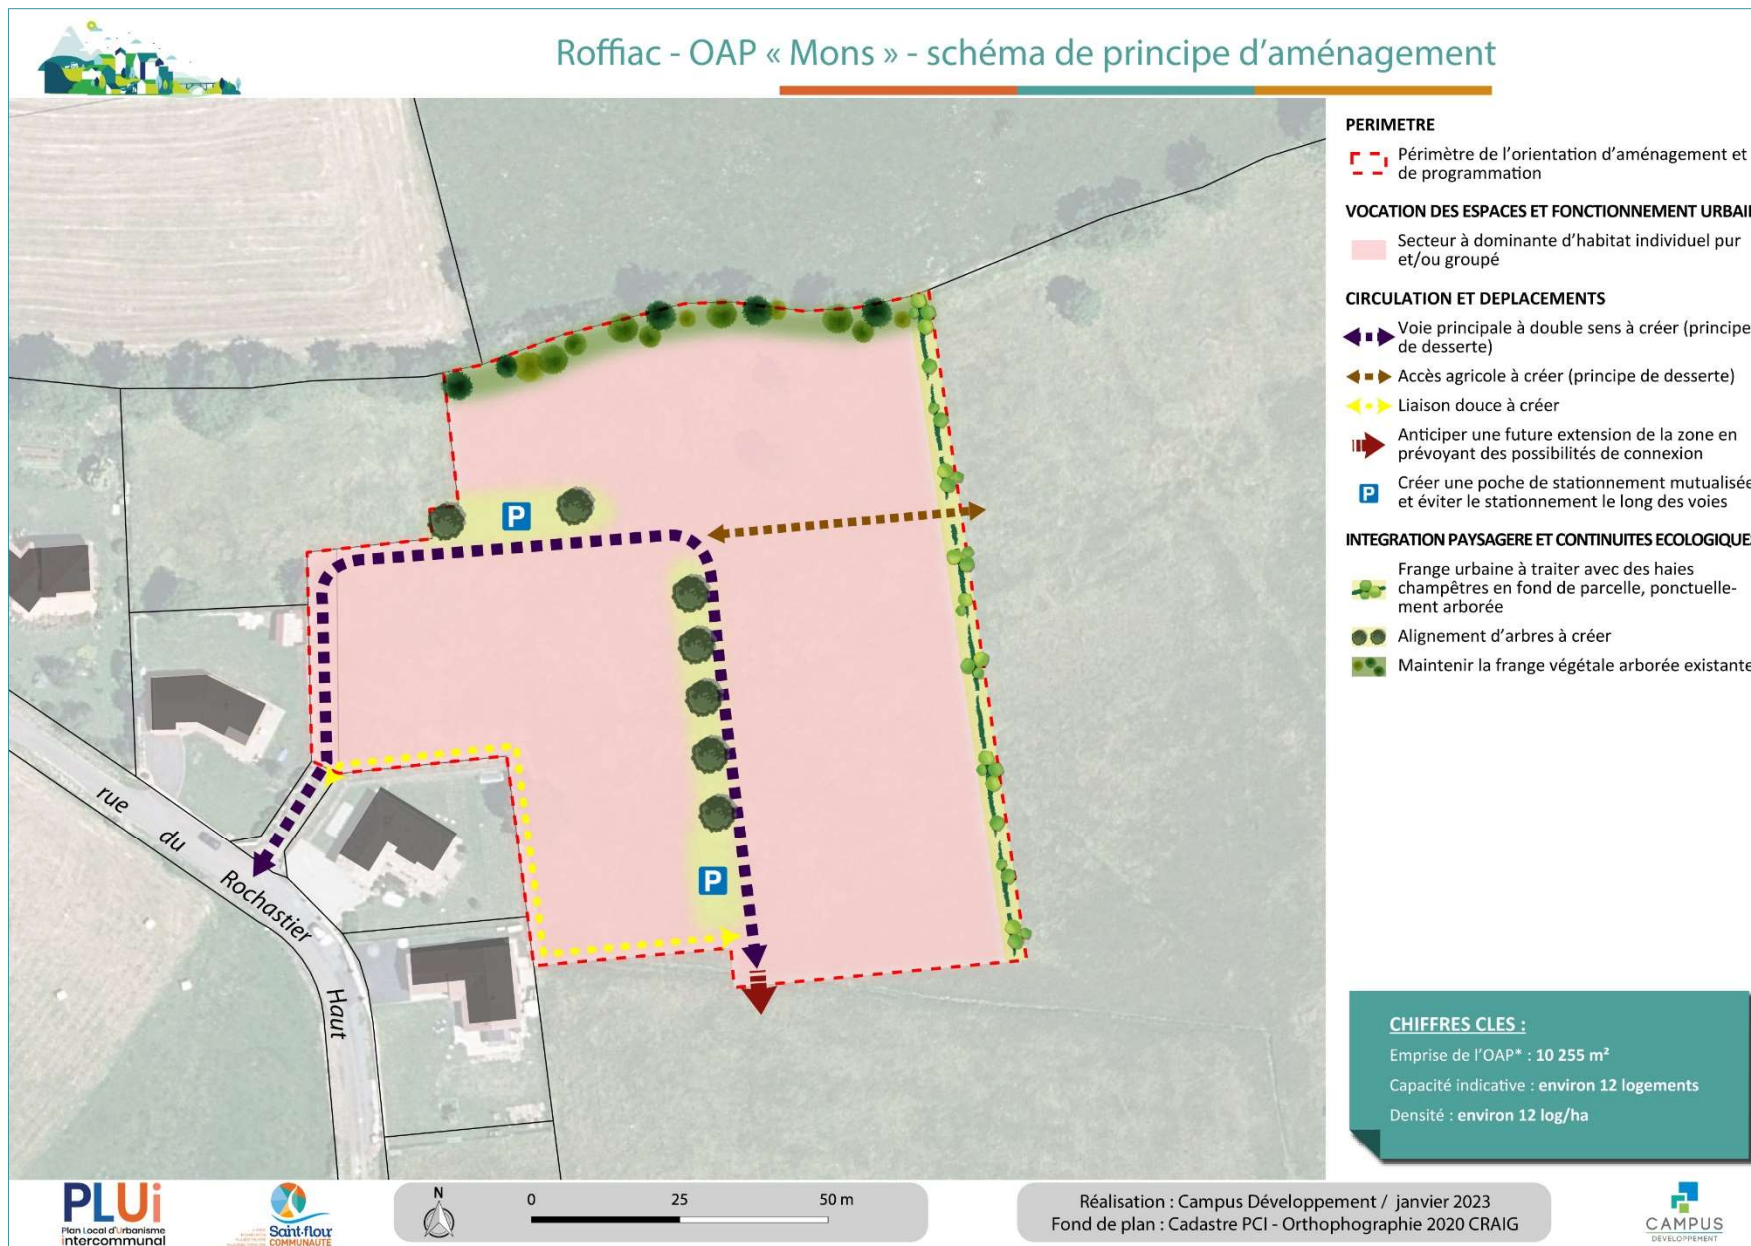 Roffiac - OAP « Mons » - schéma de principe d’aménagement
PERIMETRE
Périmètre de l’orientation d’aménagement et
de programmation
VOCATION DES ESPACES ET FONCTIONNEMENT URBAI
Secteur à dominante d’habitat individuel pur
et/ou groupé
CIRCULATION ET DEPLACEMENTS
Voie principale à double sens à créer (principe
de desserte)
Accès agricole à créer (principe de desserte)
Liaison douce à créer
Anticiper une future extension de la zone en
prévoyant des possibilités de connexion
P
Créer une poche de stationnement mutualisée
et éviter le stationnement le long des voies
INTEGRATION PAYSAGERE ET CONTINUITES ECOLOGIQUES
Frange urbaine à traiter avec des haies
champêtres en fond de parcelle, ponctuelle-
ment arborée
Alignement d’arbres à créer
Maintenir la frange végétale arborée existante
P
P
rue du Rochastier Haut
CHIFFRES CLES :
Emprise de l’OAP* : 10 255 m²
Capacité indicative : environ 12 logements
Densité : environ 12 log/ha
PLUi
Plan Local d'Urbanisme
intercommunal
Saint-flour
COMMUNAUTÉ
N
0 25 50 m
Réalisation : Campus Développement / janvier 2023
Fond de plan : Cadastre PCI - Orthophographie 2020 CRAIG
CAMPUS
DÉVELOPPEMENT